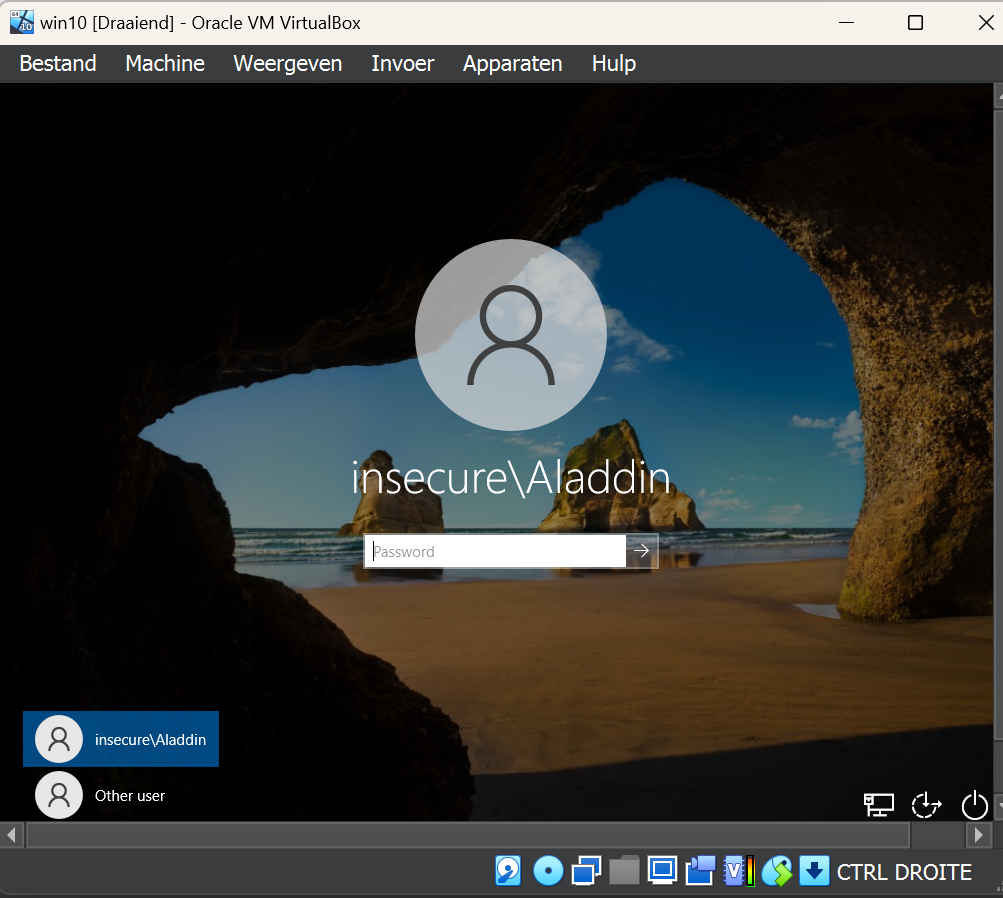 win10 [Draaiend] - Oracle VM VirtualBox
Bestand Machine Weergeven Invoer Apparaten Hulp
insecure\Aladdin
Password
insecure\Aladdin
Other user
CTRL DROITE